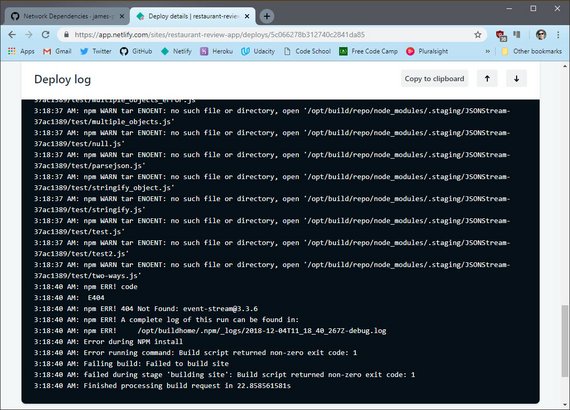 Network Dependencies · james-p
Deploy details | restaurant-revie
https://app.netlify.com/sites/restaurant-review-app/deploys/5c066278b312740c2841da85
Apps M Gmail Twitter GitHub Netlify Heroku Udacity Code School Free Code Camp Pluralsight » Other bookmarks
Deploy log
Copy to clipboard
37ac1389/test/multiple_objects_error.js'
3:18:37 AM: npm WARN tar ENOENT: no such file or directory, open '/opt/build/repo/node_modules/.staging/JSONStream-
37ac1389/test/multiple_objects.js'
3:18:37 AM: npm WARN tar ENOENT: no such file or directory, open '/opt/build/repo/node_modules/.staging/JSONStream-
37ac1389/test/null.js'
3:18:37 AM: npm WARN tar ENOENT: no such file or directory, open '/opt/build/repo/node_modules/.staging/JSONStream-
37ac1389/test/parsejson.js'
3:18:37 AM: npm WARN tar ENOENT: no such file or directory, open '/opt/build/repo/node_modules/.staging/JSONStream-
37ac1389/test/stringify_object.js'
3:18:37 AM: npm WARN tar ENOENT: no such file or directory, open '/opt/build/repo/node_modules/.staging/JSONStream-
37ac1389/test/stringify.js'
3:18:37 AM: npm WARN tar ENOENT: no such file or directory, open '/opt/build/repo/node_modules/.staging/JSONStream-
37ac1389/test/test.js'
3:18:37 AM: npm WARN tar ENOENT: no such file or directory, open '/opt/build/repo/node_modules/.staging/JSONStream-
37ac1389/test/test2.js'
3:18:37 AM: npm WARN tar ENOENT: no such file or directory, open '/opt/build/repo/node_modules/.staging/JSONStream-
37ac1389/test/two-ways.js'
3:18:40 AM: npm ERR! code
3:18:40 AM:  E404
3:18:40 AM: npm ERR! 404 Not Found: event-stream@3.3.6
3:18:40 AM: npm ERR! A complete log of this run can be found in:
3:18:40 AM: npm ERR!     /opt/buildhome/.npm/_logs/2018-12-04T11_18_40_267Z-debug.log
3:18:40 AM: Error during NPM install
3:18:40 AM: Error running command: Build script returned non-zero exit code: 1
3:18:40 AM: Failing build: Failed to build site
3:18:40 AM: failed during stage 'building site': Build script returned non-zero exit code: 1
3:18:40 AM: Finished processing build request in 22.858561581s